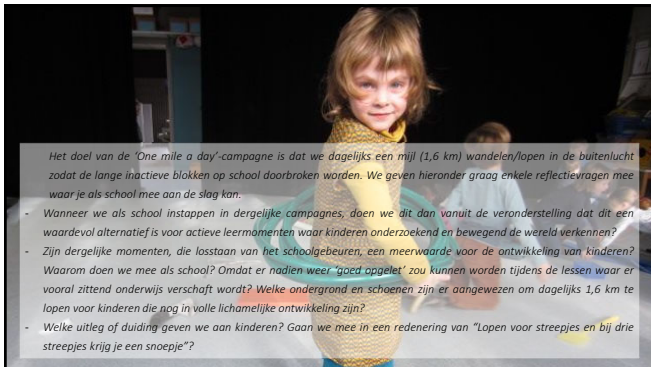 Het doel van de ‘One mile a day’-campagne is dat we dagelijks een mijl (1,6 km) wandelen/lopen in de buitenlucht
zodat de lange inactieve blokken op school doorbroken worden. We geven hieronder graag enkele reflectievragen mee
waar je als school mee aan de slag kan.
- Wanneer we als school instappen in dergelijke campagnes, doen we dit dan vanuit de veronderstelling dat dit een
waardevol alternatief is voor actieve leermomenten waar kinderen onderzoekend en bewegend de wereld verkennen?
- Zijn dergelijke momenten, die losstaan van het schoolgebeuren, een meerwaarde voor de ontwikkeling van kinderen?
Waarom doen we mee als school? Omdat er nadien weer ‘goed opgelet’ zou kunnen worden tijdens de lessen waar er
vooral zittend onderwijs verschaft wordt? Welke ondergrond en schoenen zijn er aangewezen om dagelijks 1,6 km te
lopen voor kinderen die nog in volle lichamelijke ontwikkeling zijn?
- Welke uitleg of duiding geven we aan kinderen? Gaan we mee in een redenering van “Lopen voor streepjes en bij drie
streepjes krijg je een snoepje”?